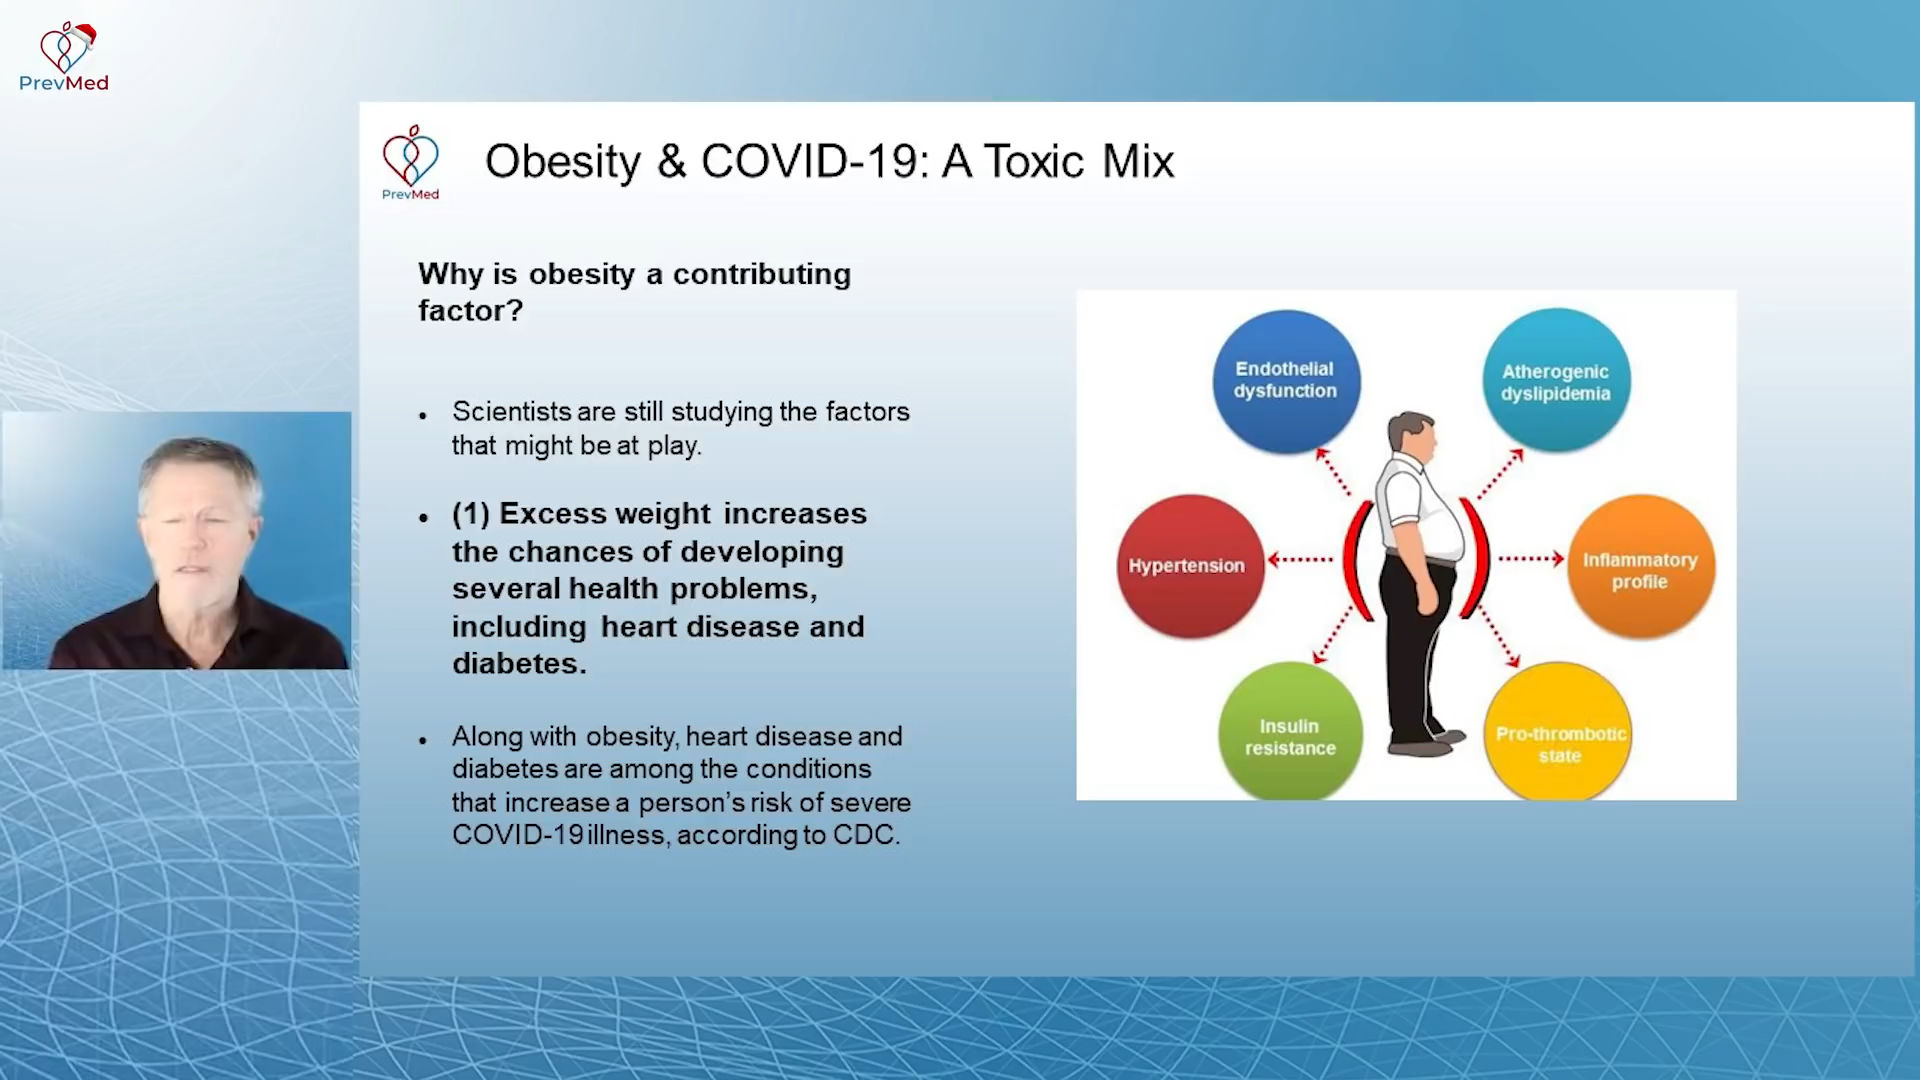 PrevMed
PrevMed
Obesity & COVID-19: A Toxic Mix
Why is obesity a contributing
factor?
• Scientists are still studying the factors
that might be at play.
• (1) Excess weight increases
the chances of developing
several health problems,
including heart disease and
diabetes.
• Along with obesity, heart disease and
diabetes are among the conditions
that increase a person’s risk of severe
COVID-19 illness, according to CDC.
Endothelial
dysfunction
Atherogenic
dyslipidemia
Hypertension
Inflammatory
profile
Insulin
resistance
Pro-thrombotic
state